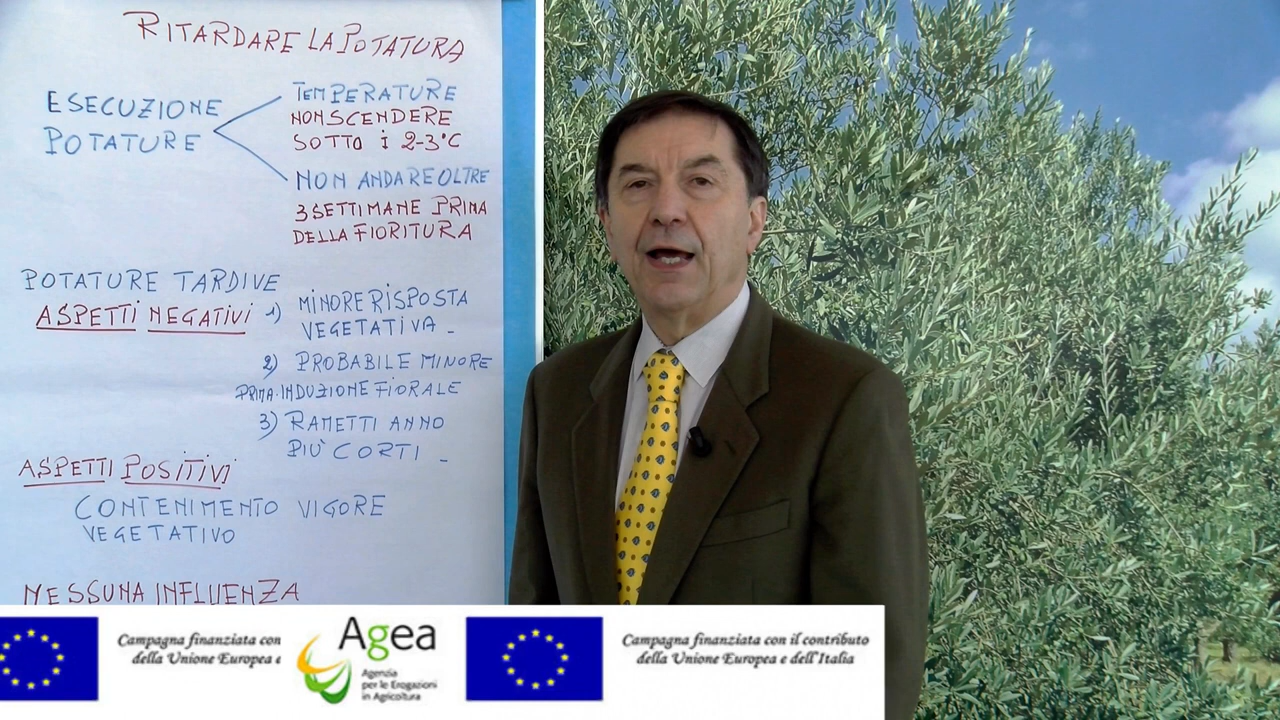 RITARDARE LA POTATURA
ESECUZIONE
POTATURE
TEMPERATURE
NON SCENDERE
SOTTO i 2-3°C
NON ANDARE OLTRE
3 SETTIMANE PRIMA
DELLA FIORITURA
POTATURE TARDIVE
ASPETTI NEGATIVI
1) MINORE RISPOSTA
VEGETATIVA -
2) PROBABILE MINORE
PRIMA-INDUZIONE FIORALE
3) RAMETTI ANNO
PIÙ CORTI -
ASPETTI POSITIVI
CONTENIMENTO VIGORE
VEGETATIVO
NESSUNA INFLUENZA
Campagna finanziata con
della Unione Europea e
Agea
Agenzia
per le Erogazioni
in Agricoltura
Campagna finanziata con il contributo
della Unione Europea e dell'Italia